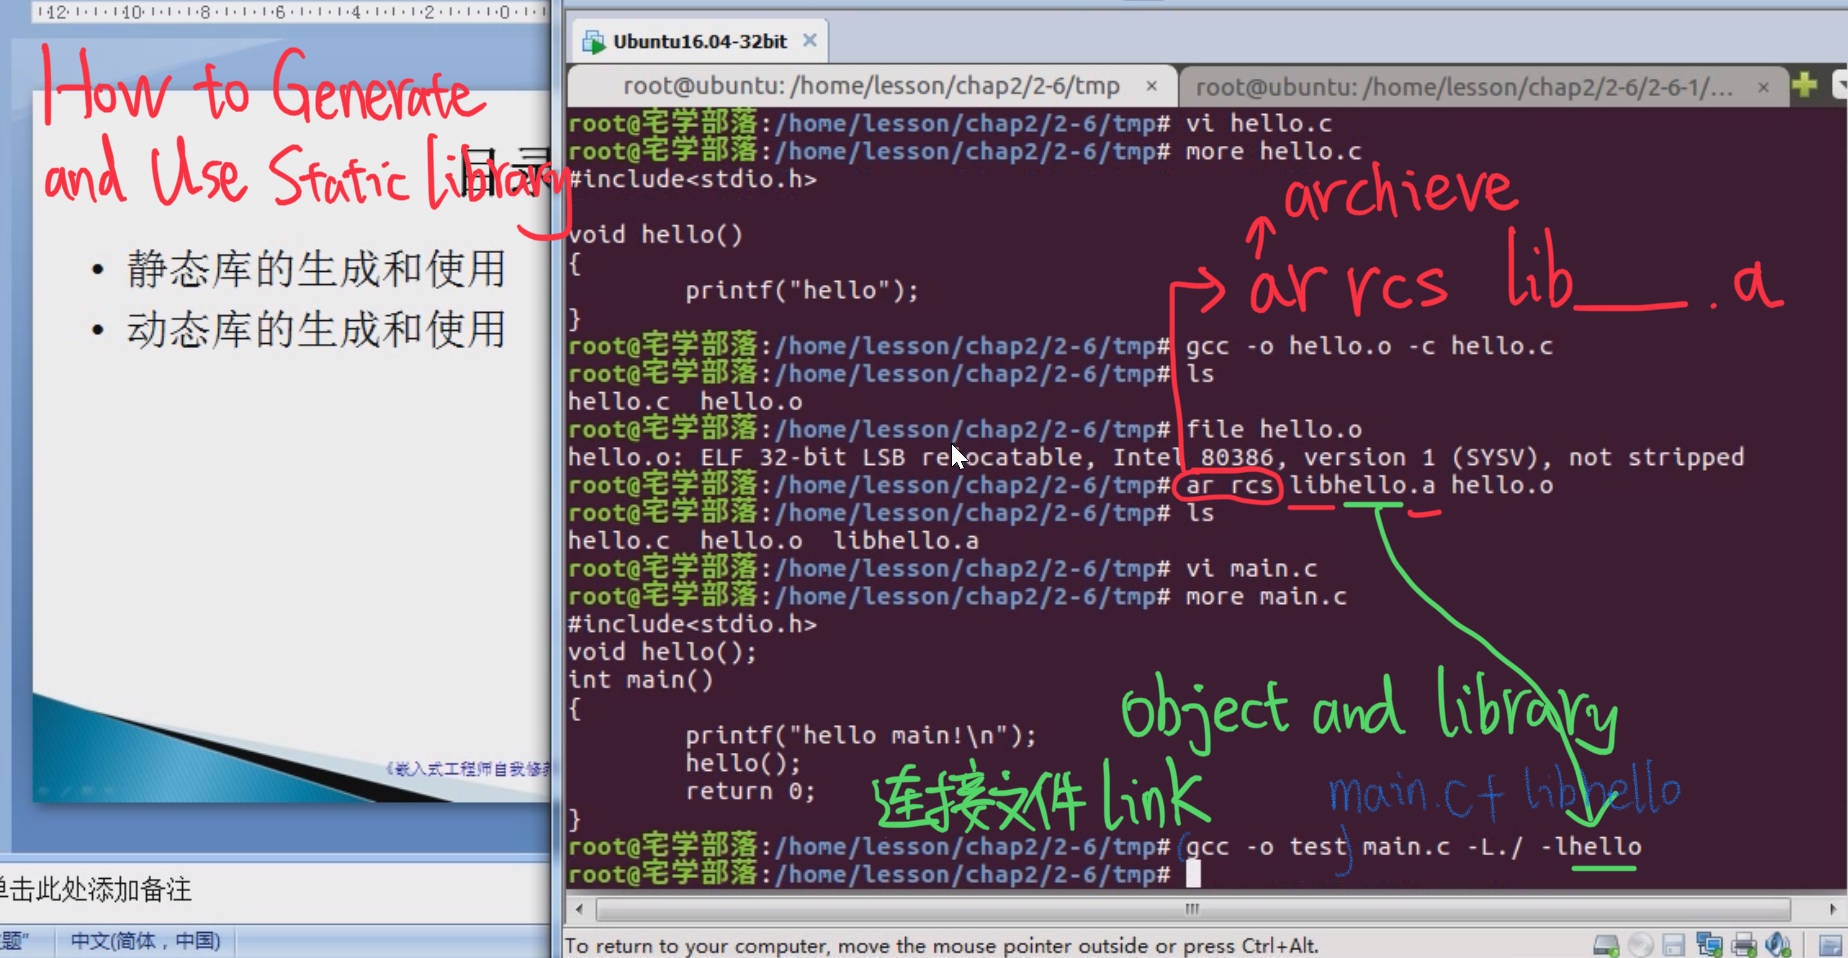 12 10 8 6 4 2 0
How to Generate
and Use Static library
目录
• 静态库的生成和使用
• 动态库的生成和使用
《嵌入式工程师自我修养
单击此处添加备注
题" 中文(简体，中国)
Ubuntu16.04-32bit
root@ubuntu: /home/lesson/chap2/2-6/tmp × root@ubuntu: /home/lesson/chap2/2-6/2-6-1/... ×
root@宅学部落:/home/lesson/chap2/2-6/tmp# vi hello.c
root@宅学部落:/home/lesson/chap2/2-6/tmp# more hello.c
#include<stdio.h>
archieve
void hello()
{
ar rcs lib____.a
printf("hello");
}
root@宅学部落:/home/lesson/chap2/2-6/tmp# gcc -o hello.o -c hello.c
root@宅学部落:/home/lesson/chap2/2-6/tmp# ls
hello.c hello.o
root@宅学部落:/home/lesson/chap2/2-6/tmp# file hello.o
hello.o: ELF 32-bit LSB relocatable, Intel 80386, version 1 (SYSV), not stripped
root@宅学部落:/home/lesson/chap2/2-6/tmp# ar rcs libhello.a hello.o
root@宅学部落:/home/lesson/chap2/2-6/tmp# ls
hello.c hello.o libhello.a
root@宅学部落:/home/lesson/chap2/2-6/tmp# vi main.c
root@宅学部落:/home/lesson/chap2/2-6/tmp# more main.c
#include<stdio.h>
void hello();
int main()
{
object and library
printf("hello main!\n");
hello();
return 0;
连接文件 link
main.c + libhello
}
root@宅学部落:/home/lesson/chap2/2-6/tmp# gcc -o test main.c -L./ -lhello
root@宅学部落:/home/lesson/chap2/2-6/tmp#
To return to your computer, move the mouse pointer outside or press Ctrl+Alt.